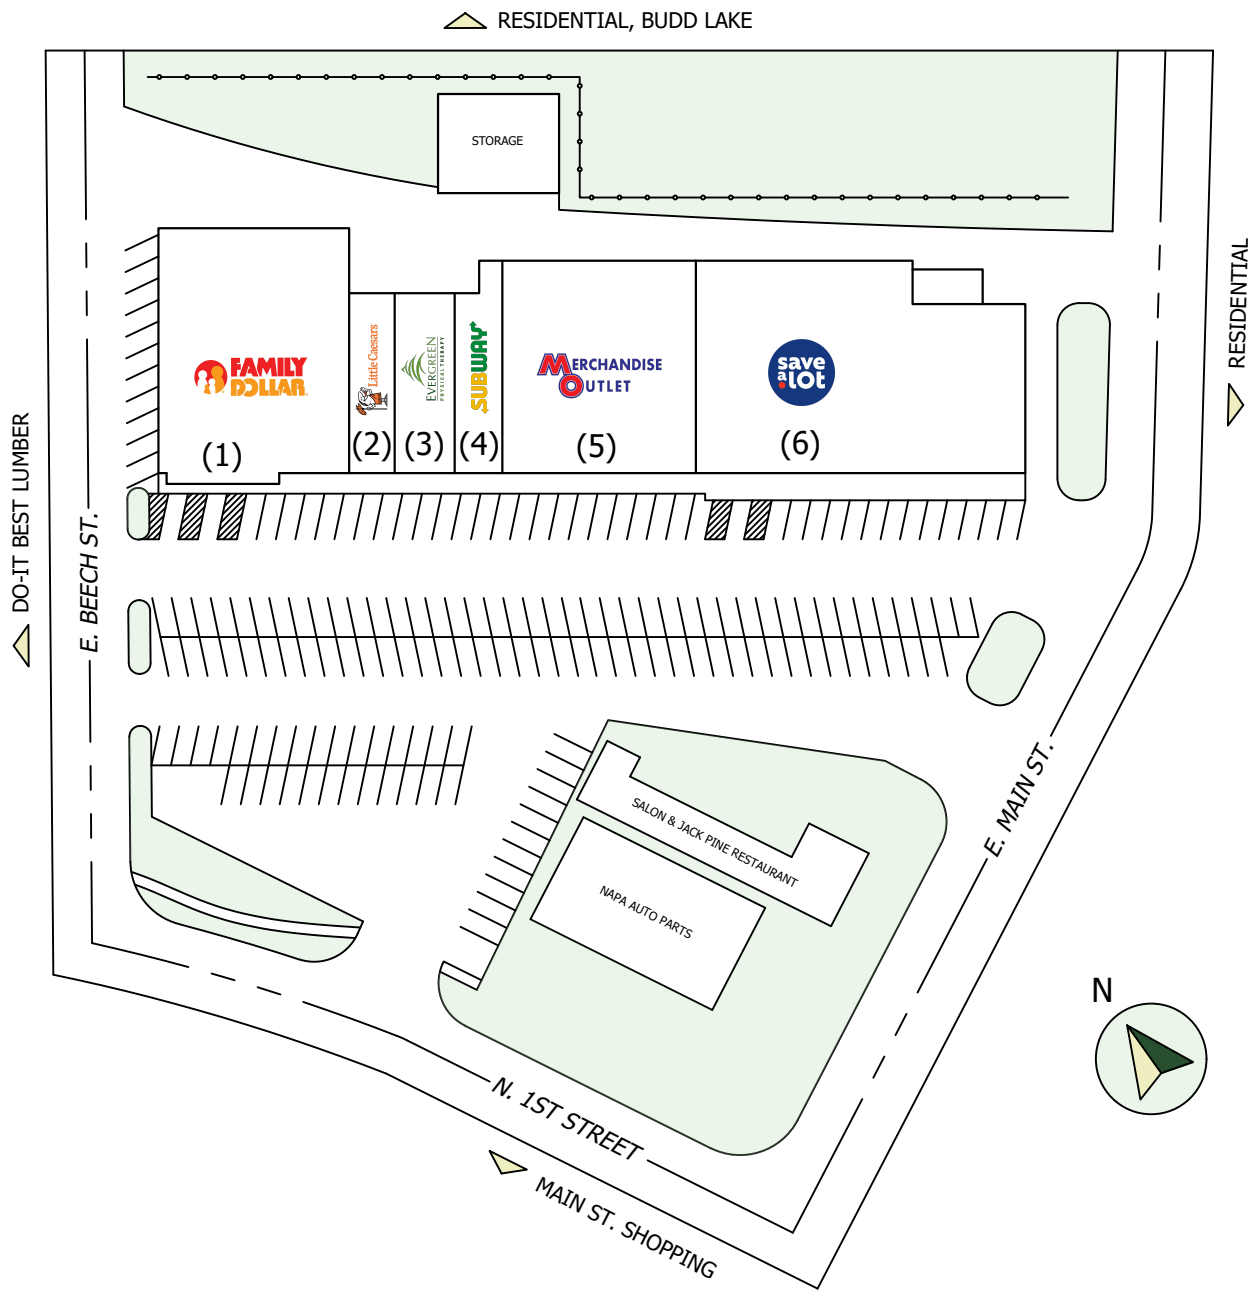 RESIDENTIAL, BUDD LAKE
STORAGE
RESIDENTIAL
FAMILY
DOLLAR
Little Caesars
EVERGREEN
PHYSICAL THERAPY
SUBWAY
MERCHANDISE
OUTLET
save
a lot
(1)
(2)
(3)
(4)
(5)
(6)
DO-IT BEST LUMBER
E. BEECH ST.
E. MAIN ST.
SALON & JACK PINE RESTAURANT
NAPA AUTO PARTS
N
N. 1ST STREET
MAIN ST. SHOPPING